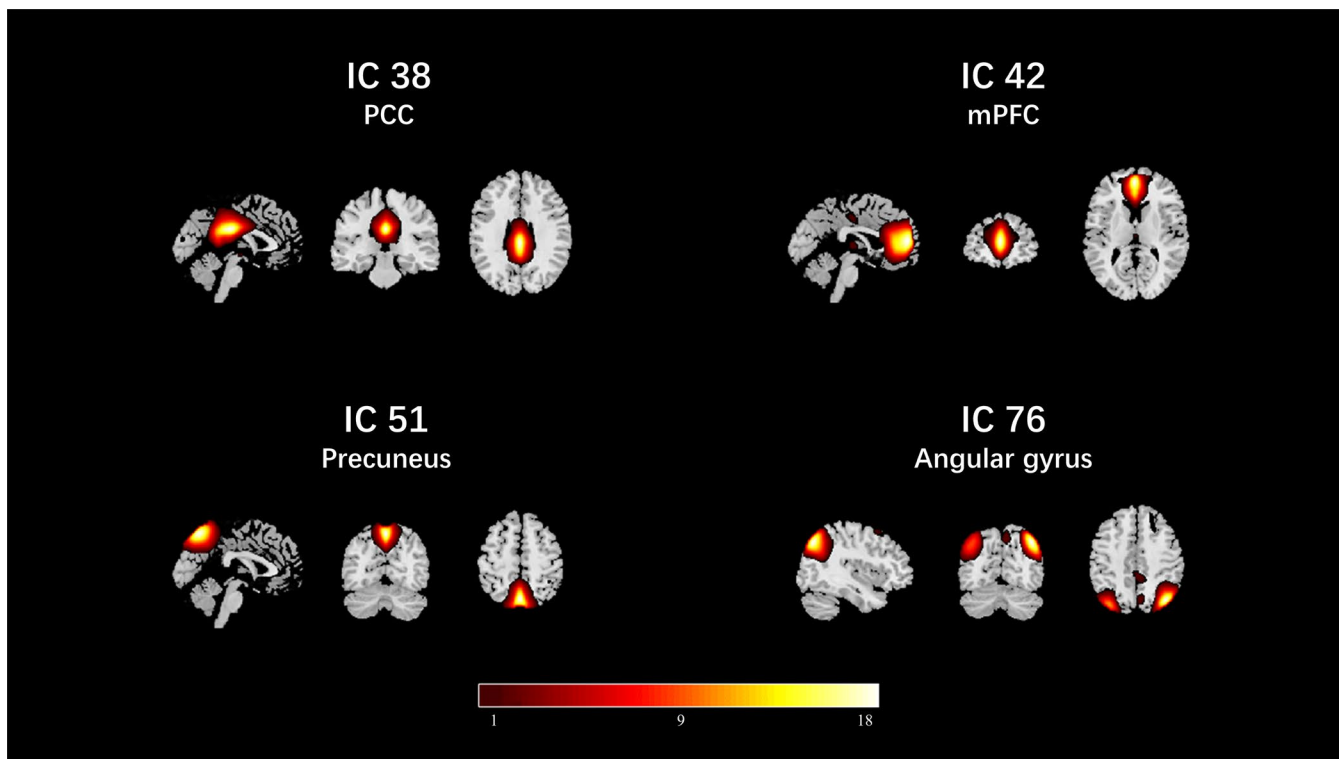 IC 38
PCC
IC 42
mPFC
IC 51
Precuneus
IC 76
Angular gyrus
1 9 18